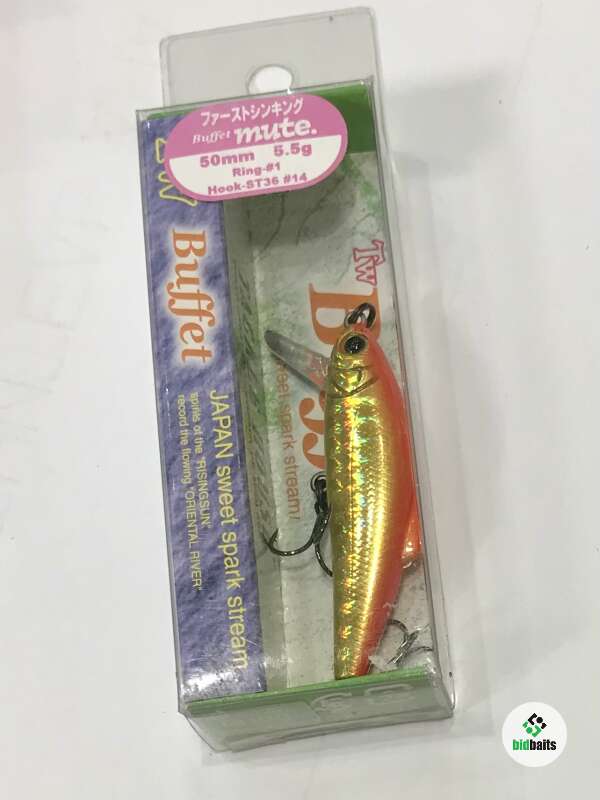 ファーストシンキング
Buffet mute.
50mm 5.5g
Ring-#1
Hook-ST36 #14
TW
Buffet
JAPAN sweet spark stream
spirits of the "RISINGSUN"
record the flowing "ORIENTAL RIVER"
TW
sweet spark stream!
bidbaits